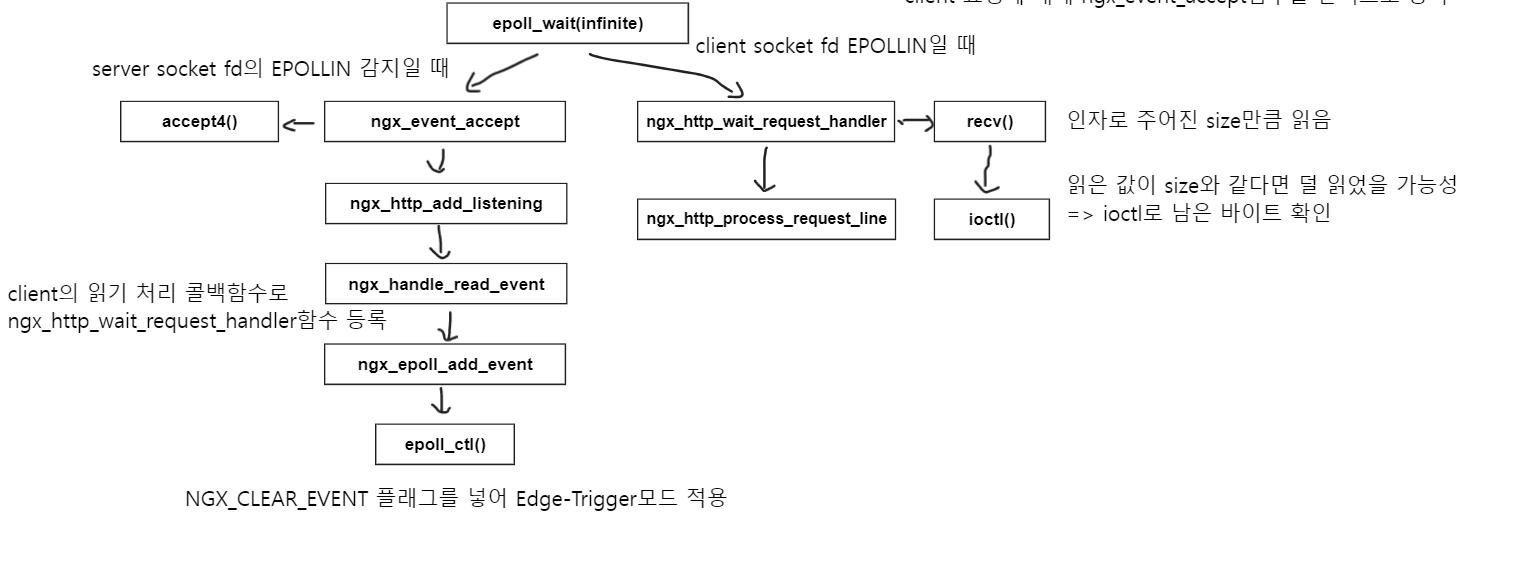 epoll_wait(infinite)
client socket fd EPOLLIN일 때
server socket fd의 EPOLLIN 감지일 때
accept4()
ngx_event_accept
ngx_http_wait_request_handler
recv()
인자로 주어진 size만큼 읽음
ngx_http_add_listening
ngx_http_process_request_line
ioctl()
읽은 값이 size와 같다면 덜 읽었을 가능성
=> ioctl로 남은 바이트 확인
ngx_handle_read_event
client의 읽기 처리 콜백함수로
ngx_http_wait_request_handler함수 등록
ngx_epoll_add_event
epoll_ctl()
NGX_CLEAR_EVENT 플래그를 넣어 Edge-Trigger모드 적용